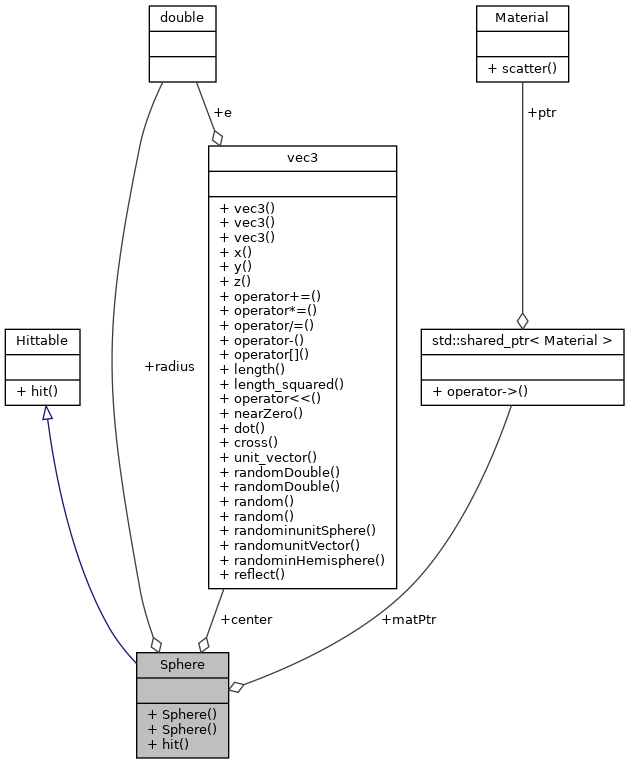 double
Material
+ scatter()
+e
+ptr
vec3
+ vec3()
+ vec3()
+ vec3()
+ x()
+ y()
+ z()
+ operator+=()
+ operator*=()
+ operator/=()
+ operator-()
+ operator[]()
+ length()
+ length_squared()
+ operator<<()
+ nearZero()
+ dot()
+ cross()
+ unit_vector()
+ randomDouble()
+ randomDouble()
+ random()
+ random()
+ randominunitSphere()
+ randomunitVector()
+ randominHemisphere()
+ reflect()
Hittable
+ hit()
+radius
std::shared_ptr< Material >
+ operator->()
+center
+matPtr
Sphere
+ Sphere()
+ Sphere()
+ hit()